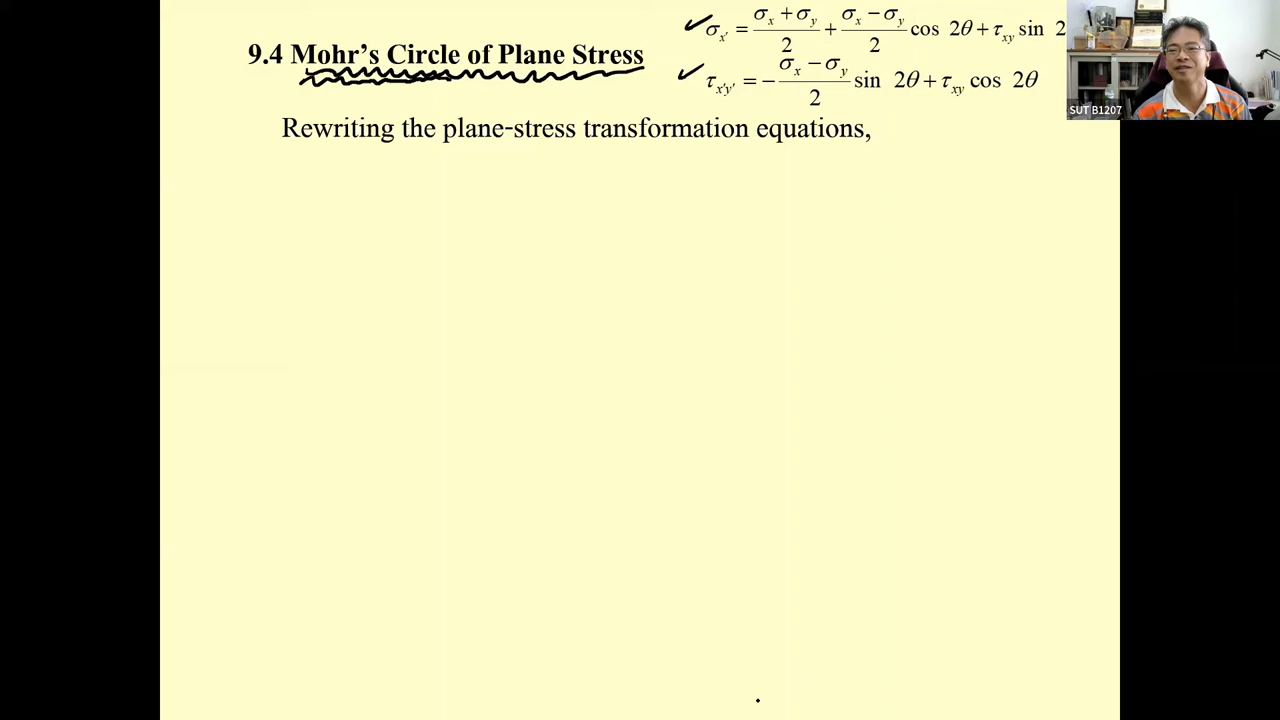 9.4 Mohr's Circle of Plane Stress
σx′ = (σx + σy)/2 + (σx − σy)/2 cos 2θ + τxy sin 2
τx′y′ = − (σx − σy)/2 sin 2θ + τxy cos 2θ
SUT B1207
Rewriting the plane-stress transformation equations,